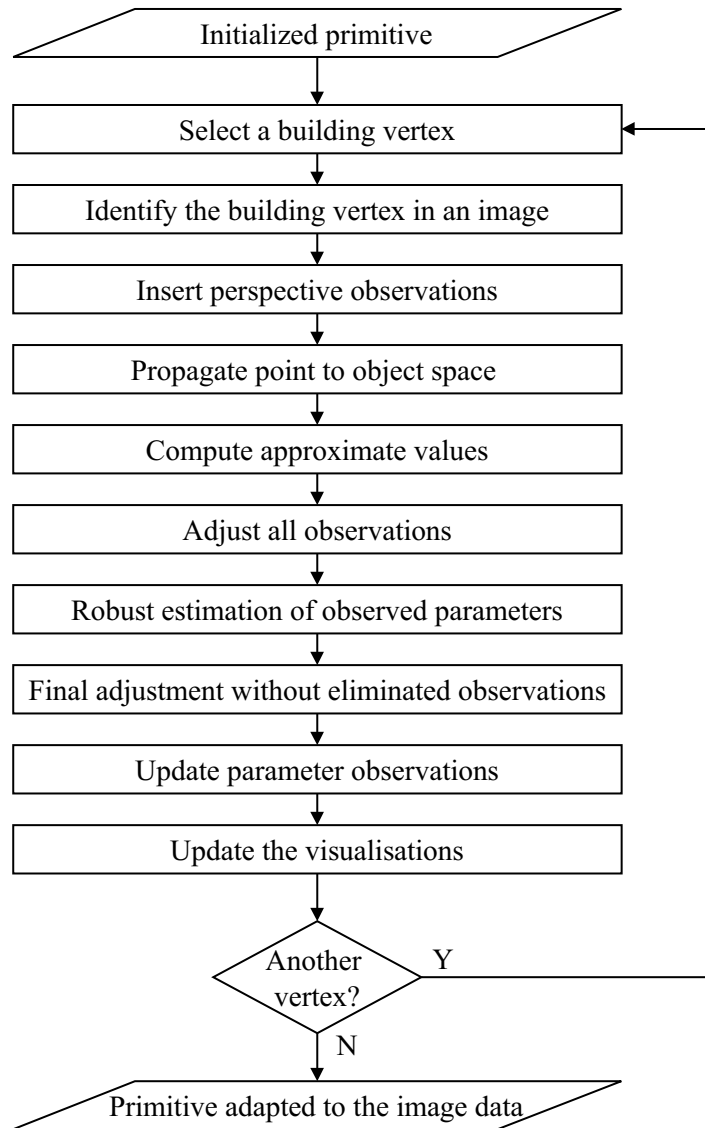 Initialized primitive
Select a building vertex
Identify the building vertex in an image
Insert perspective observations
Propagate point to object space
Compute approximate values
Adjust all observations
Robust estimation of observed parameters
Final adjustment without eliminated observations
Update parameter observations
Update the visualisations
Another
vertex?
Y
N
Primitive adapted to the image data